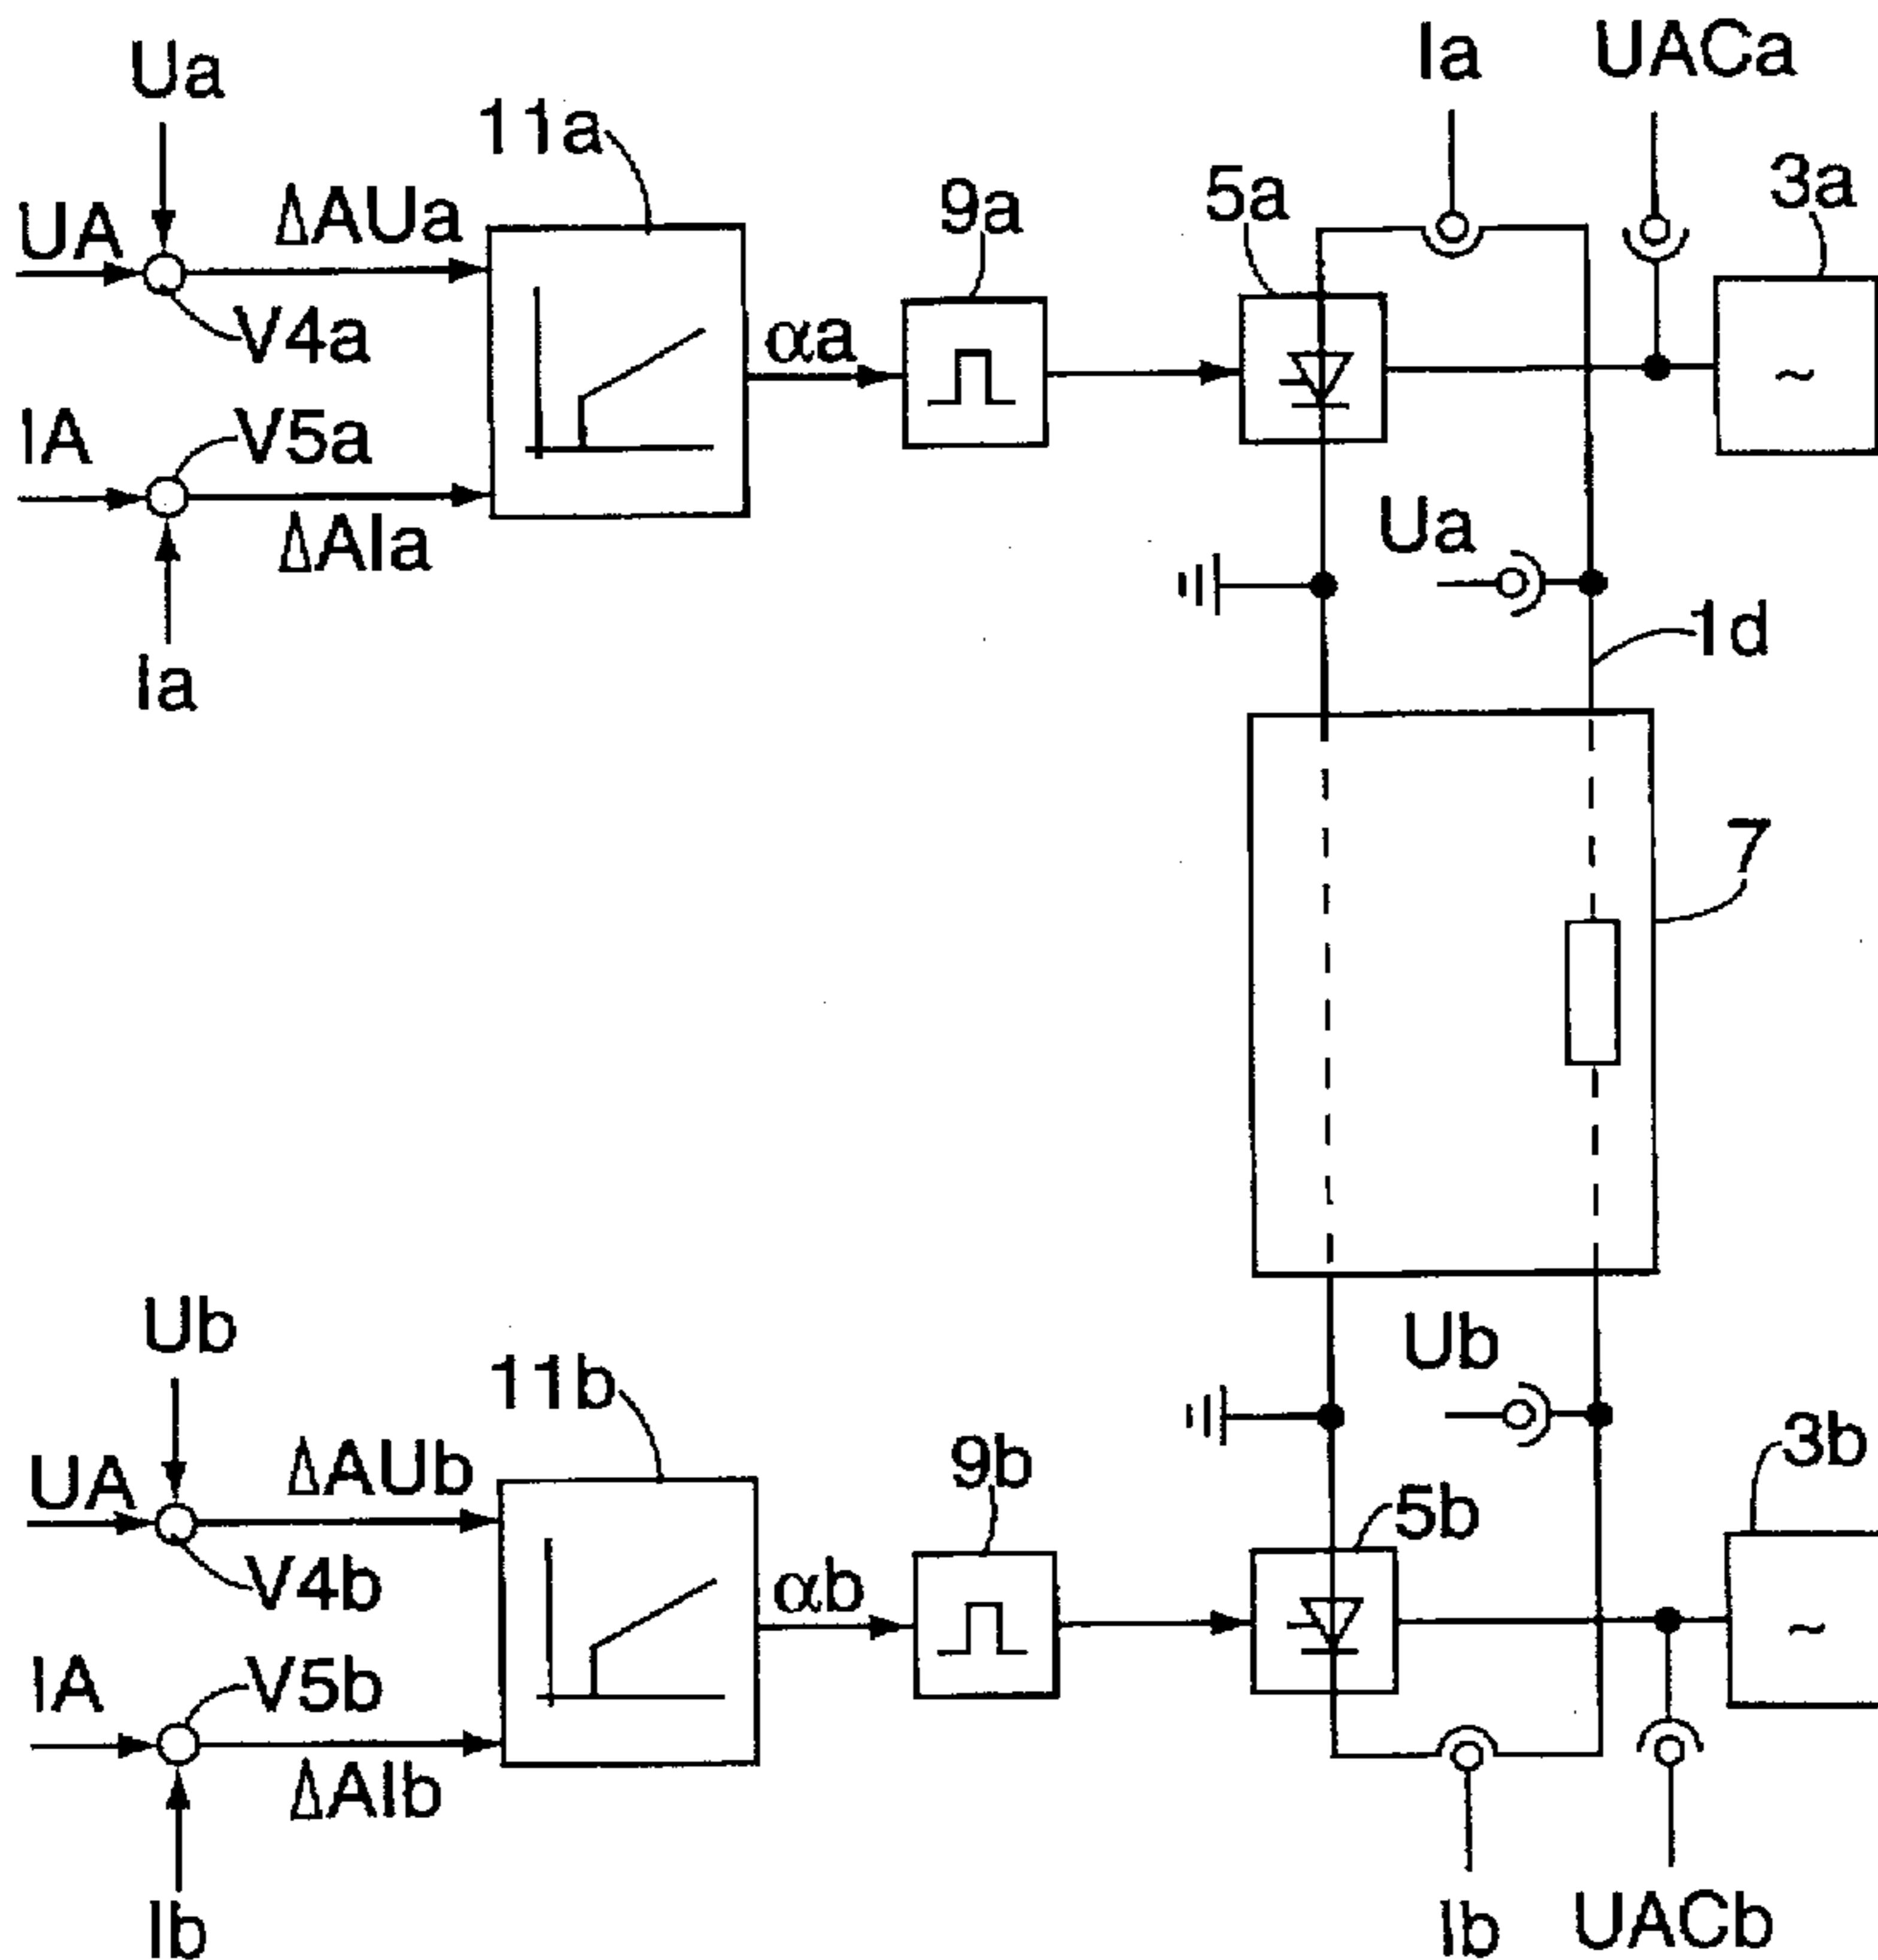 Ua
Ia
UACa
11a
9a
5a
3a
UA
ΔAUa
V4a
αa
~
IA
V5a
ΔAIa
Ua
Ia
1d
7
Ub
Ub
11b
9b
5b
3b
UA
ΔAUb
V4b
αb
~
IA
V5b
ΔAIb
Ib
Ib
UACb